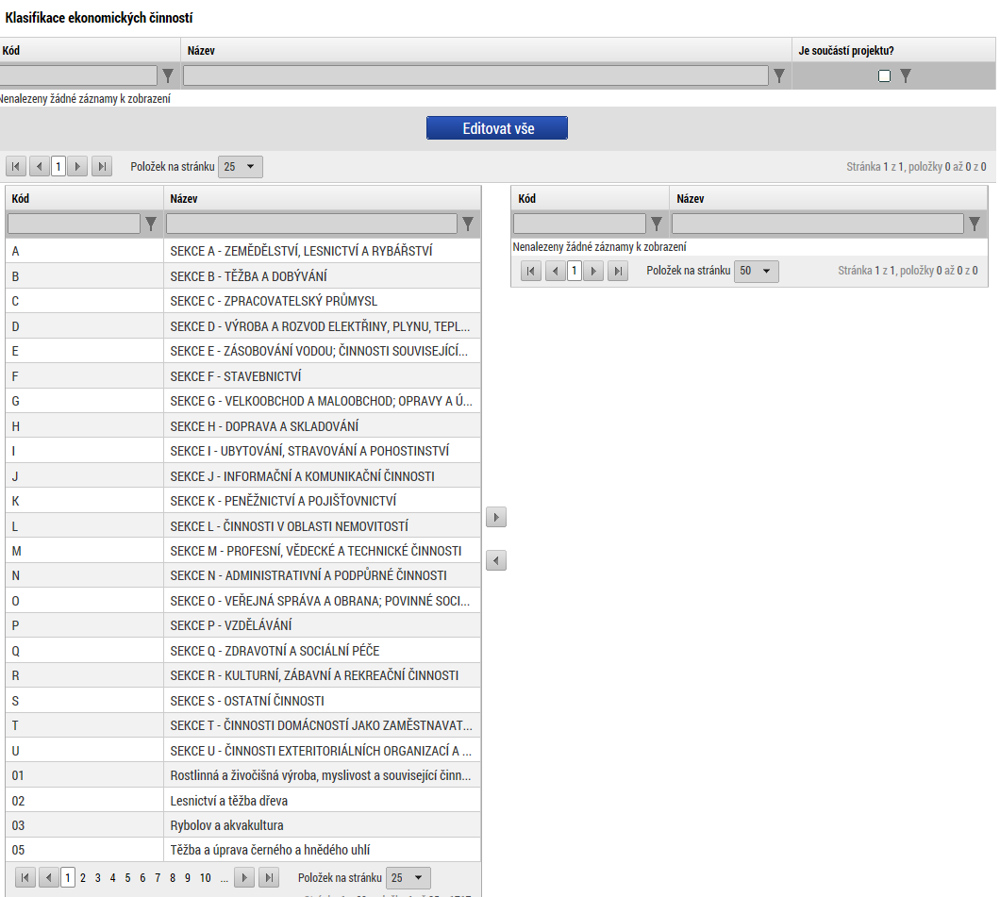 Klasifikace ekonomických činností
Kód Název Je součástí projektu?
Nenalezeny žádné záznamy k zobrazení
Editovat vše
1 Položek na stránku 25 Stránka 1 z 1, položky 0 až 0 z 0
Kód Název
A SEKCE A - ZEMĚDĚLSTVÍ, LESNICTVÍ A RYBÁŘSTVÍ
B SEKCE B - TĚŽBA A DOBÝVÁNÍ
C SEKCE C - ZPRACOVATELSKÝ PRŮMYSL
D SEKCE D - VÝROBA A ROZVOD ELEKTŘINY, PLYNU, TEPL...
E SEKCE E - ZÁSOBOVÁNÍ VODOU; ČINNOSTI SOUVISEJÍCÍ...
F SEKCE F - STAVEBNICTVÍ
G SEKCE G - VELKOOBCHOD A MALOOBCHOD; OPRAVY A Ú...
H SEKCE H - DOPRAVA A SKLADOVÁNÍ
I SEKCE I - UBYTOVÁNÍ, STRAVOVÁNÍ A POHOSTINSTVÍ
J SEKCE J - INFORMAČNÍ A KOMUNIKAČNÍ ČINNOSTI
K SEKCE K - PENĚŽNICTVÍ A POJIŠŤOVNICTVÍ
L SEKCE L - ČINNOSTI V OBLASTI NEMOVITOSTÍ
M SEKCE M - PROFESNÍ, VĚDECKÉ A TECHNICKÉ ČINNOSTI
N SEKCE N - ADMINISTRATIVNÍ A PODPŮRNÉ ČINNOSTI
O SEKCE O - VEŘEJNÁ SPRÁVA A OBRANA; POVINNÉ SOCI...
P SEKCE P - VZDĚLÁVÁNÍ
Q SEKCE Q - ZDRAVOTNÍ A SOCIÁLNÍ PÉČE
R SEKCE R - KULTURNÍ, ZÁBAVNÍ A REKREAČNÍ ČINNOSTI
S SEKCE S - OSTATNÍ ČINNOSTI
T SEKCE T - ČINNOSTI DOMÁCNOSTÍ JAKO ZAMĚSTNAVAT...
U SEKCE U - ČINNOSTI EXTERITORIÁLNÍCH ORGANIZACÍ A ...
01 Rostlinná a živočišná výroba, myslivost a související činn...
02 Lesnictví a těžba dřeva
03 Rybolov a akvakultura
05 Těžba a úprava černého a hnědého uhlí
1 2 3 4 5 6 7 8 9 10 ... Položek na stránku 25
Kód Název
Nenalezeny žádné záznamy k zobrazení
1 Položek na stránku 50 Stránka 1 z 1, položky 0 až 0 z 0